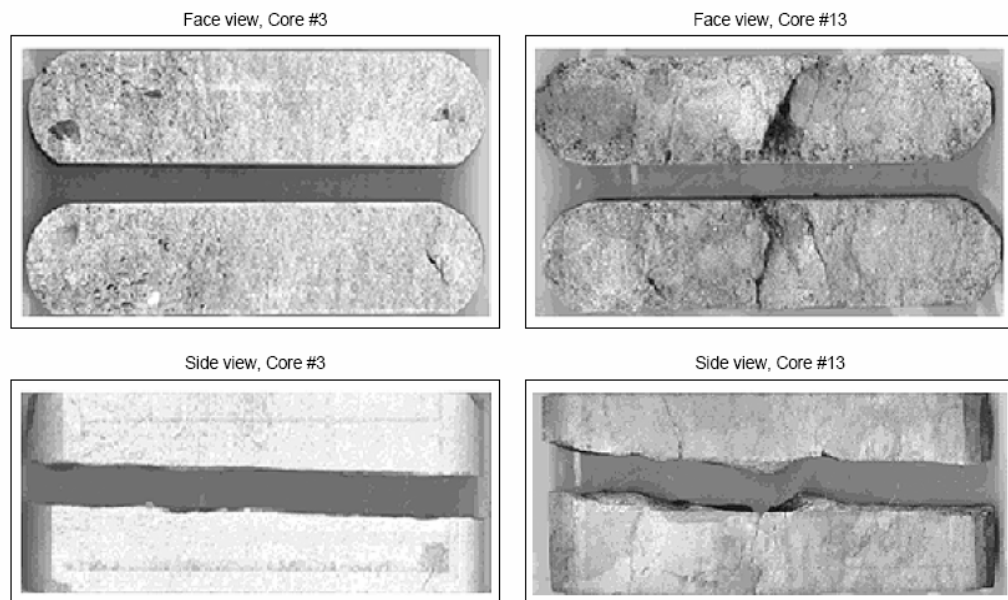 Face view, Core #3
Face view, Core #13
Side view, Core #3
Side view, Core #13